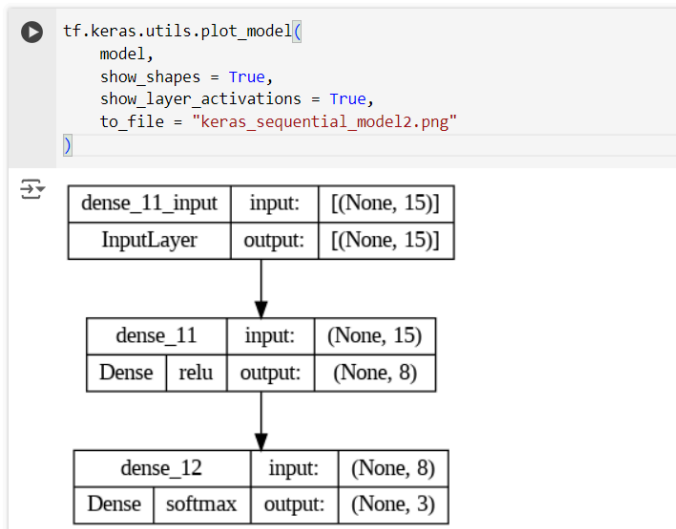 tf.keras.utils.plot_model(
    model,
    show_shapes = True,
    show_layer_activations = True,
    to_file = "keras_sequential_model2.png"
)
dense_11_input input: [(None, 15)]
InputLayer output: [(None, 15)]
dense_11 input: (None, 15)
Dense relu output: (None, 8)
dense_12 input: (None, 8)
Dense softmax output: (None, 3)